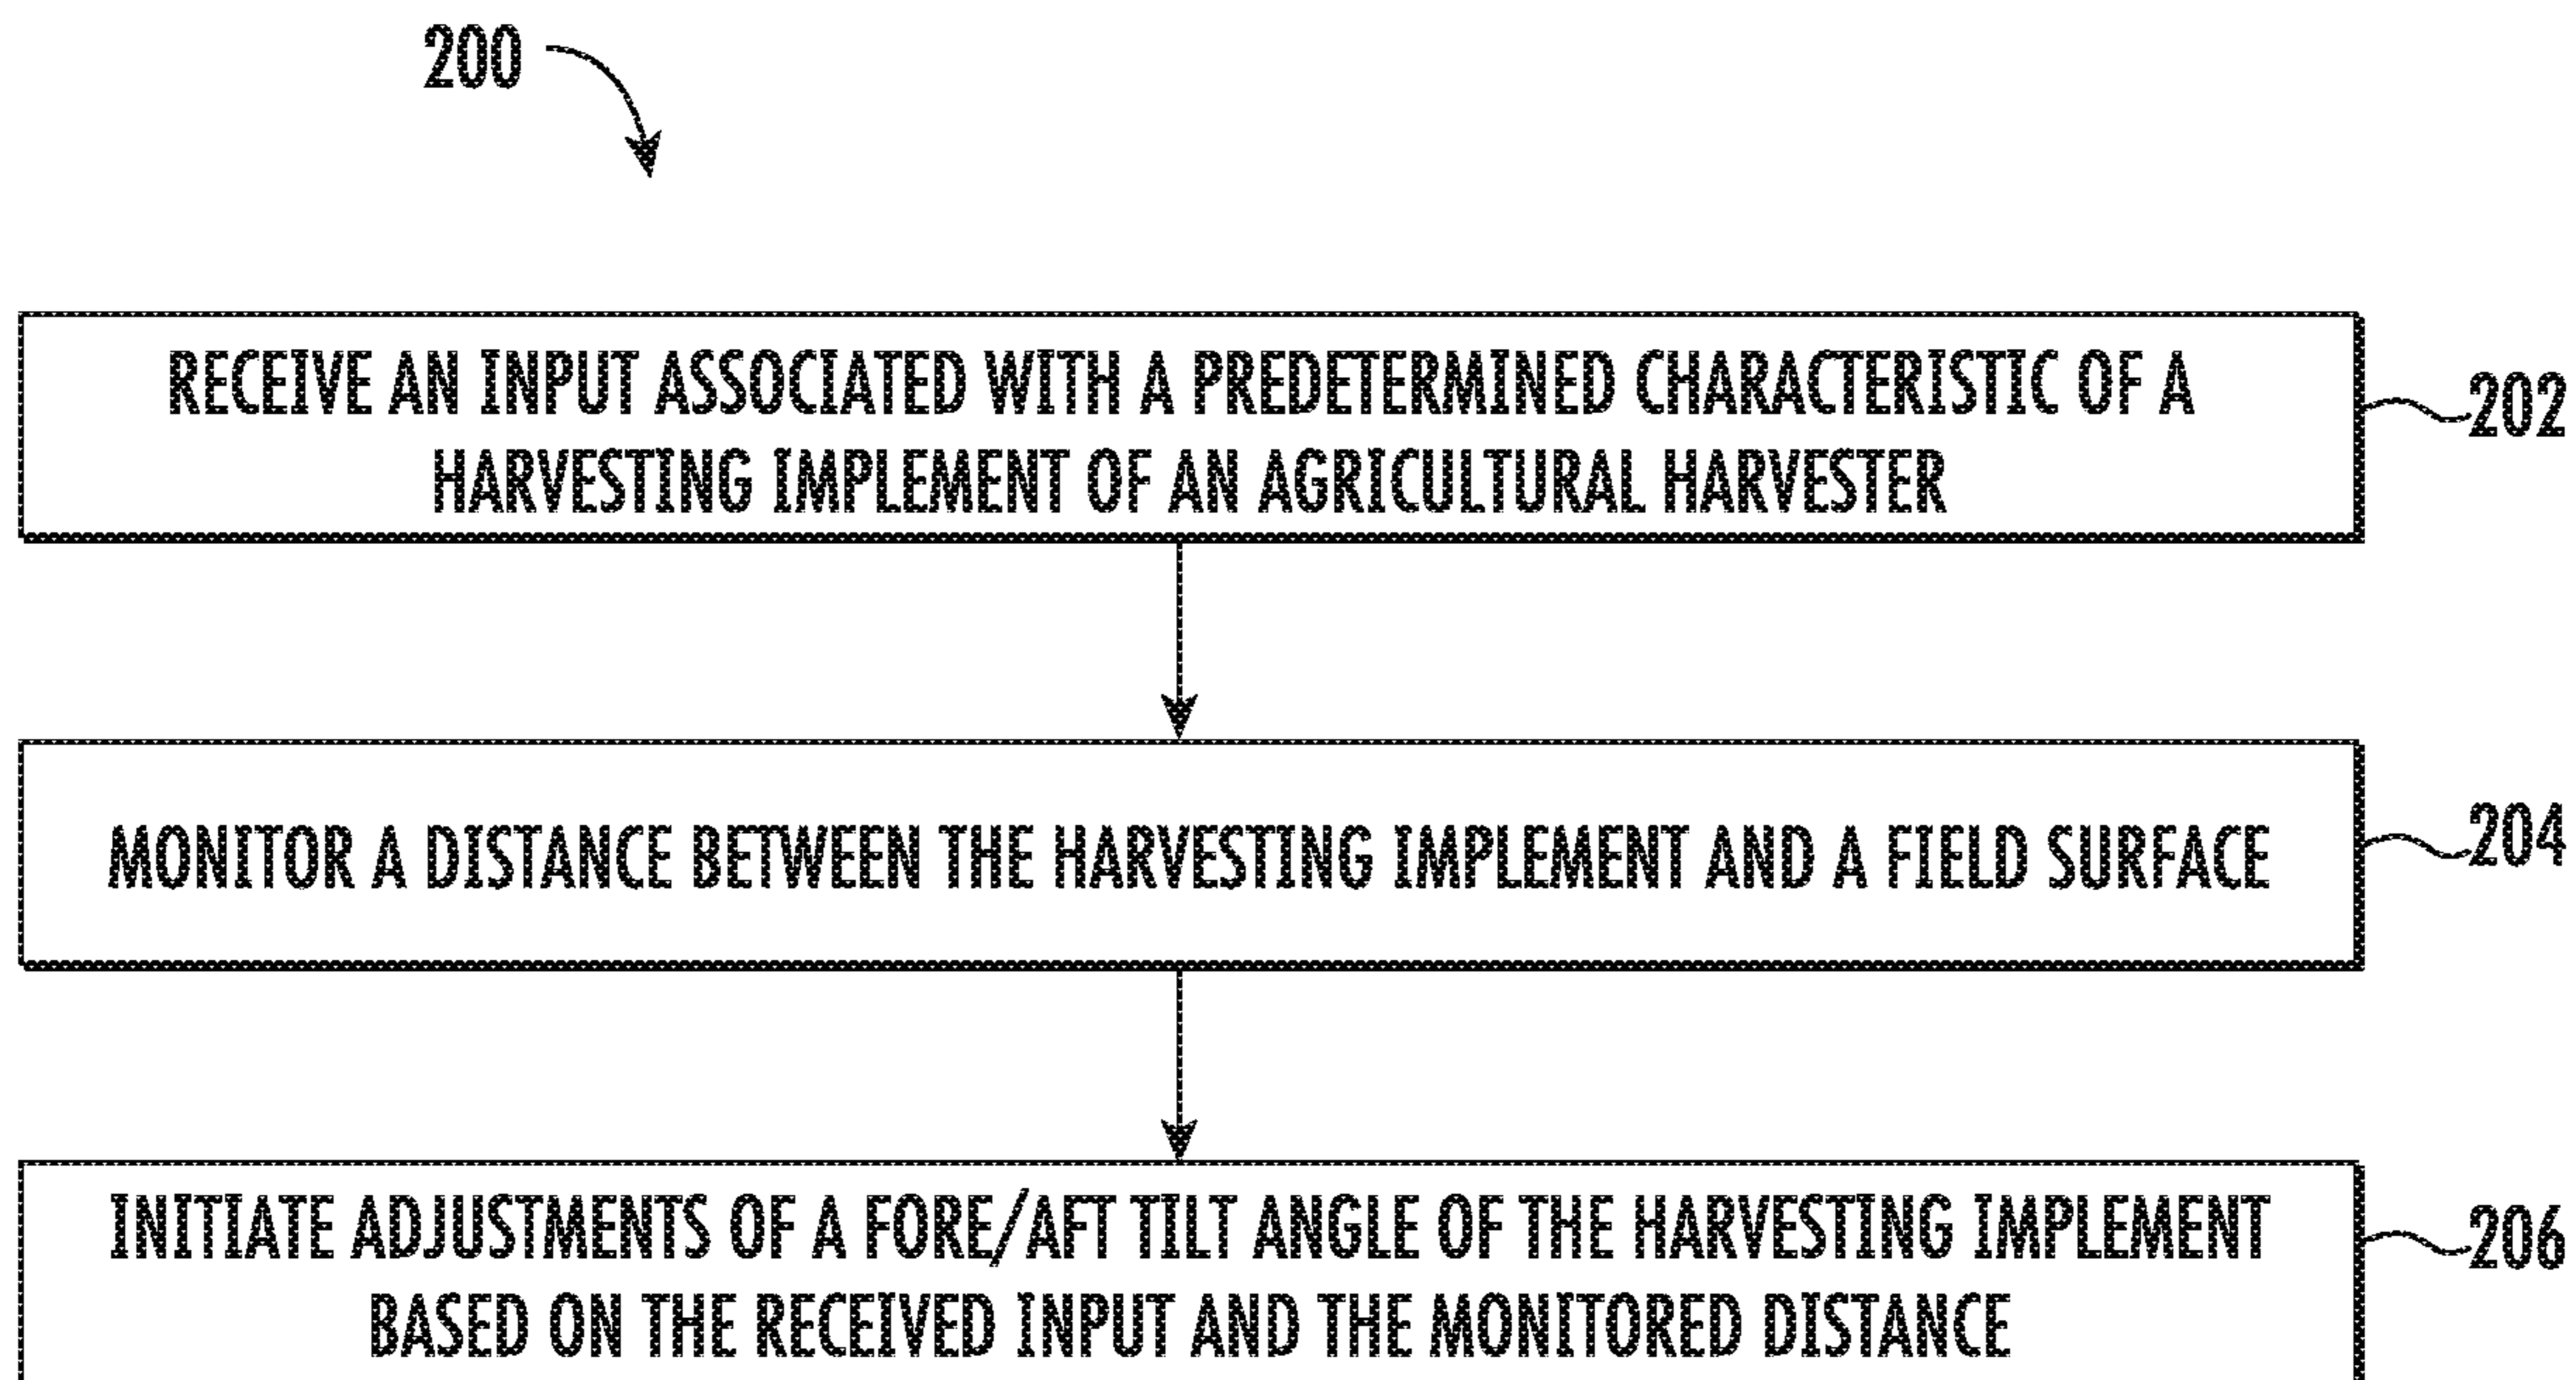 200
RECEIVE AN INPUT ASSOCIATED WITH A PREDETERMINED CHARACTERISTIC OF A
HARVESTING IMPLEMENT OF AN AGRICULTURAL HARVESTER
202
MONITOR A DISTANCE BETWEEN THE HARVESTING IMPLEMENT AND A FIELD SURFACE
204
INITIATE ADJUSTMENTS OF A FORE/AFT TILT ANGLE OF THE HARVESTING IMPLEMENT
BASED ON THE RECEIVED INPUT AND THE MONITORED DISTANCE
206